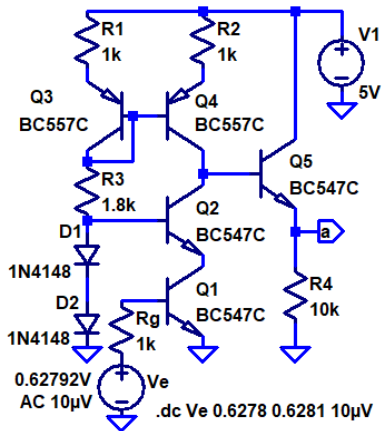 R1
1k
R2
1k
V1
5V
Q3
BC557C
Q4
BC557C
R3
1.8k
Q5
BC547C
D1
1N4148
Q2
BC547C
a
D2
1N4148
Rg
1k
Q1
BC547C
R4
10k
0.62792V
AC 10µV
Ve
.dc Ve 0.6278 0.6281 10µV